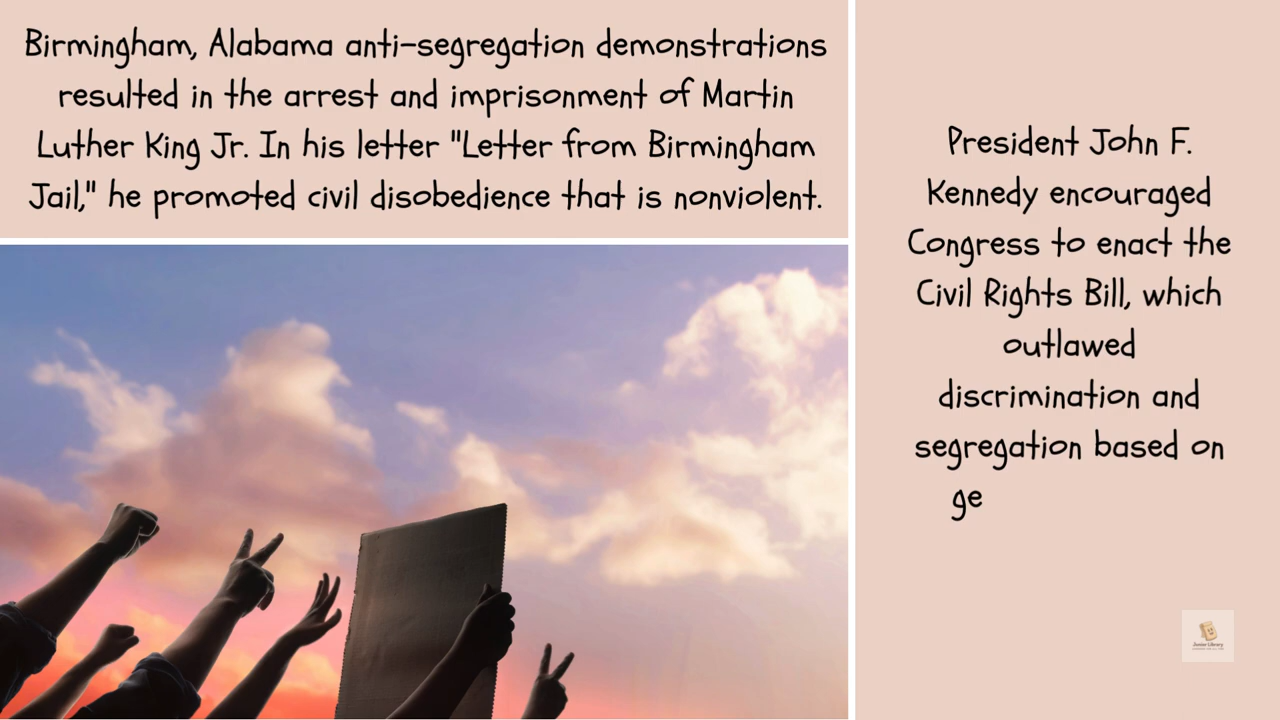 Birmingham, Alabama anti-segregation demonstrations
resulted in the arrest and imprisonment of Martin
Luther King Jr. In his letter "Letter from Birmingham
Jail," he promoted civil disobedience that is nonviolent.
President John F.
Kennedy encouraged
Congress to enact the
Civil Rights Bill, which
outlawed
discrimination and
segregation based on
ge
Junior Library